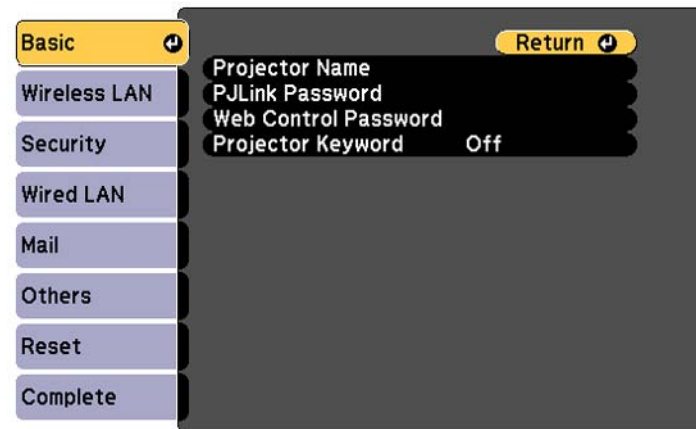 Basic
Wireless LAN
Security
Wired LAN
Mail
Others
Reset
Complete
Return
Projector Name
PJLink Password
Web Control Password
Projector Keyword Off